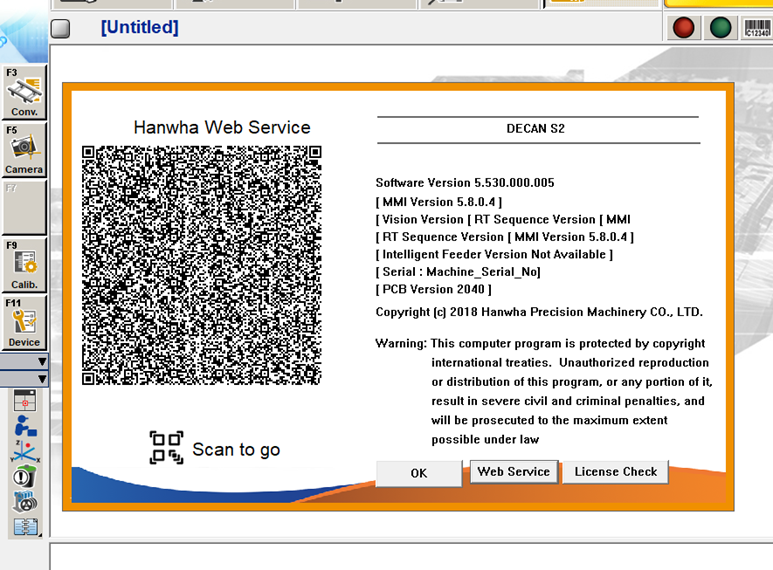 [Untitled]
IC12340
F3
Conv.
F5
Camera
F7
F9
Calib.
F11
Device
Hanwha Web Service
Scan to go
DECAN S2
Software Version 5.530.000.005
[ MMI Version 5.8.0.4 ]
[ Vision Version [ RT Sequence Version [ MMI
[ RT Sequence Version [ MMI Version 5.8.0.4 ]
[ Intelligent Feeder Version Not Available ]
[ Serial : Machine_Serial_No]
[ PCB Version 2040 ]
Copyright (c) 2018 Hanwha Precision Machinery CO., LTD.
Warning: This computer program is protected by copyright
international treaties. Unauthorized reproduction
or distribution of this program, or any portion of it,
result in severe civil and criminal penalties, and
will be prosecuted to the maximum extent
possible under law
OK
Web Service
License Check
Z
Y
X